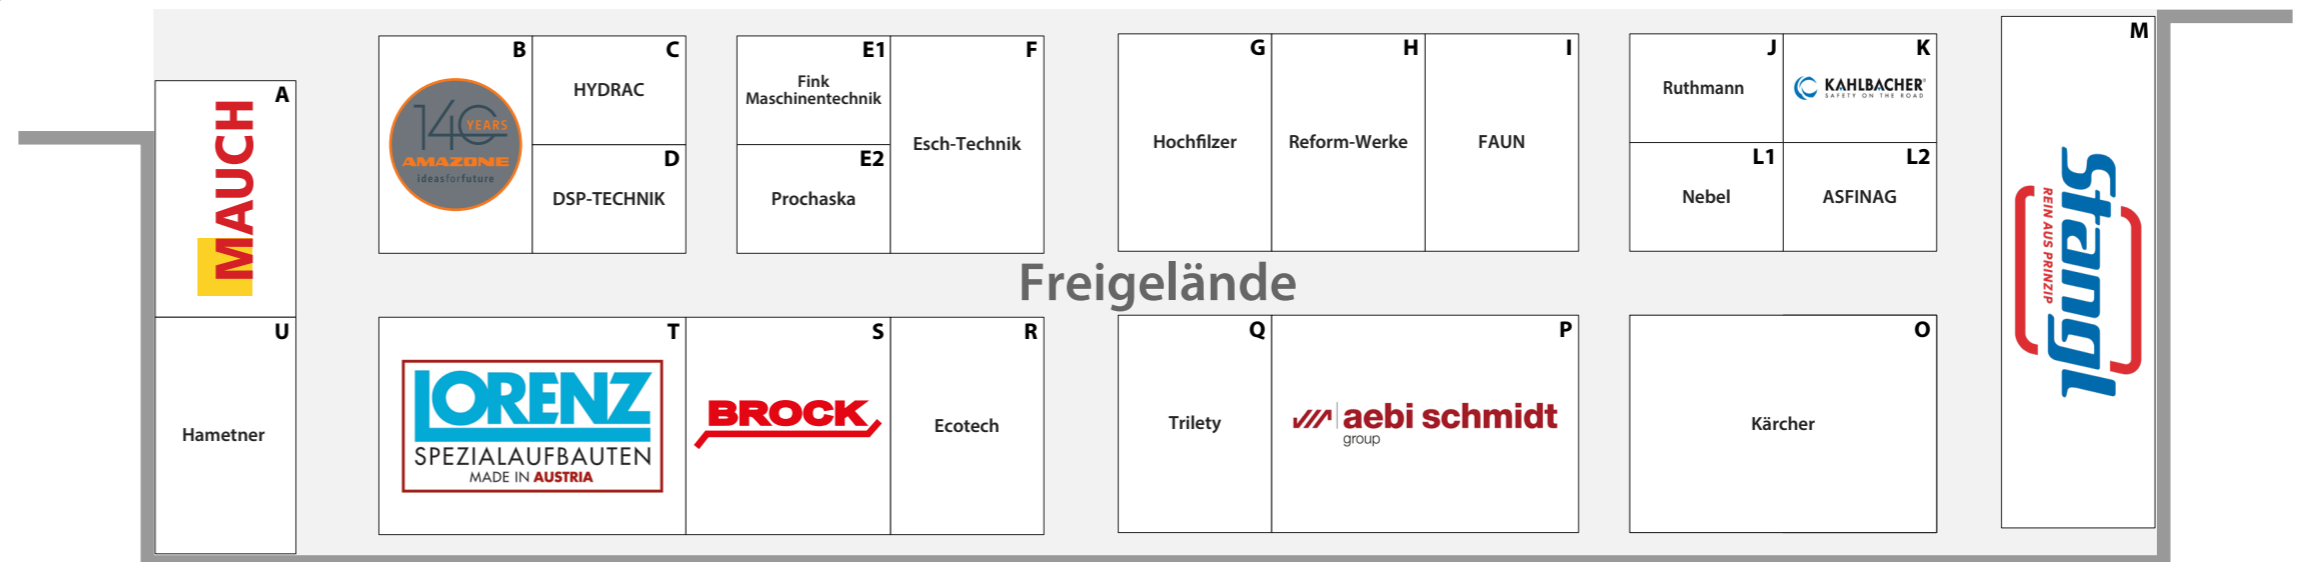 A
MAUCH
U
Hametner
B
140
YEARS
AMAZONE
ideasforfuture
C
HYDRAC
D
DSP-TECHNIK
E1
Fink
Maschinentechnik
E2
Prochaska
F
Esch-Technik
G
Hochfilzer
H
Reform-Werke
I
FAUN
J
Ruthmann
K
KAHLBACHER®
SAFETY ON THE ROAD
L1
Nebel
L2
ASFINAG
M
Stangl
REIN AUS PRINZIP
Freigelände
T
LORENZ
SPEZIALAUFBAUTEN
MADE IN AUSTRIA
S
BROCK
R
Ecotech
Q
Trilety
P
aebi schmidt
group
O
Kärcher